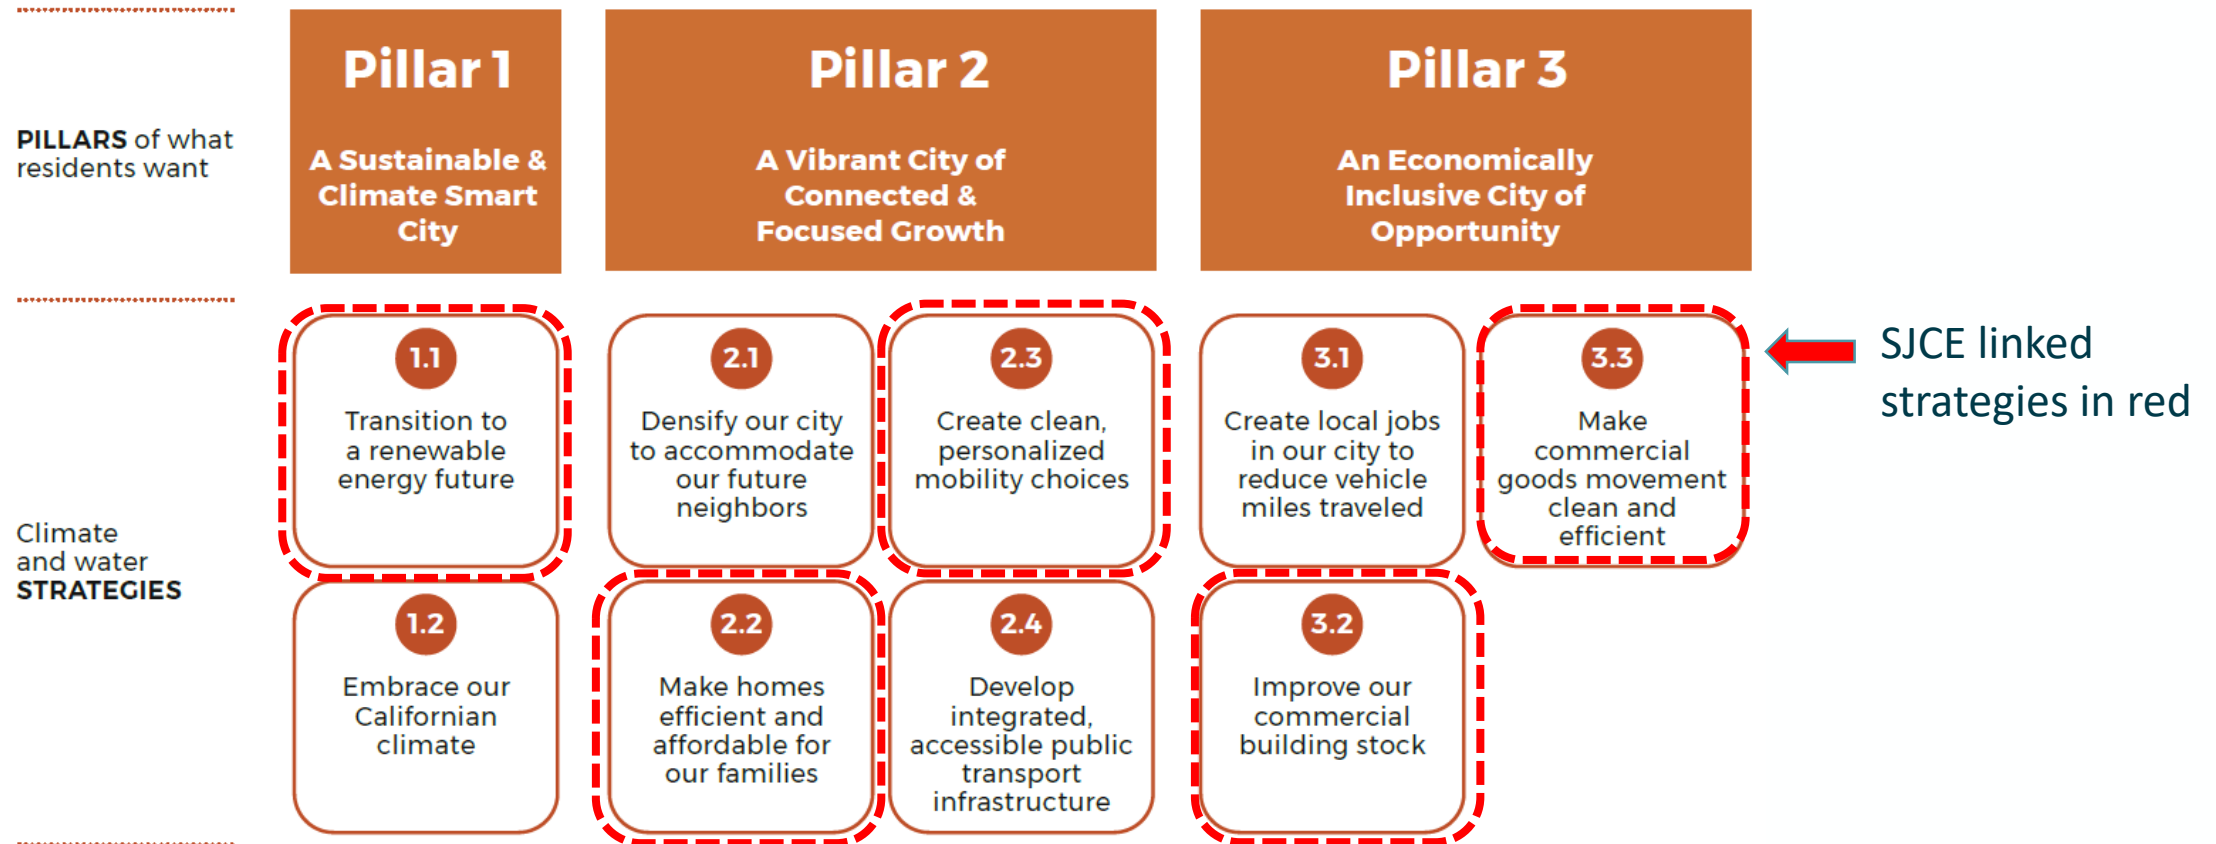 PILLARS of what
residents want
Pillar 1
A Sustainable &
Climate Smart
City
Pillar 2
A Vibrant City of
Connected &
Focused Growth
Pillar 3
An Economically
Inclusive City of
Opportunity
Climate
and water
STRATEGIES
1.1
Transition to
a renewable
energy future
2.1
Densify our city
to accommodate
our future
neighbors
2.3
Create clean,
personalized
mobility choices
3.1
Create local jobs
in our city to
reduce vehicle
miles traveled
3.3
Make
commercial
goods movement
clean and
efficient
SJCE linked
strategies in red
1.2
Embrace our
Californian
climate
2.2
Make homes
efficient and
affordable for
our families
2.4
Develop
integrated,
accessible public
transport
infrastructure
3.2
Improve our
commercial
building stock